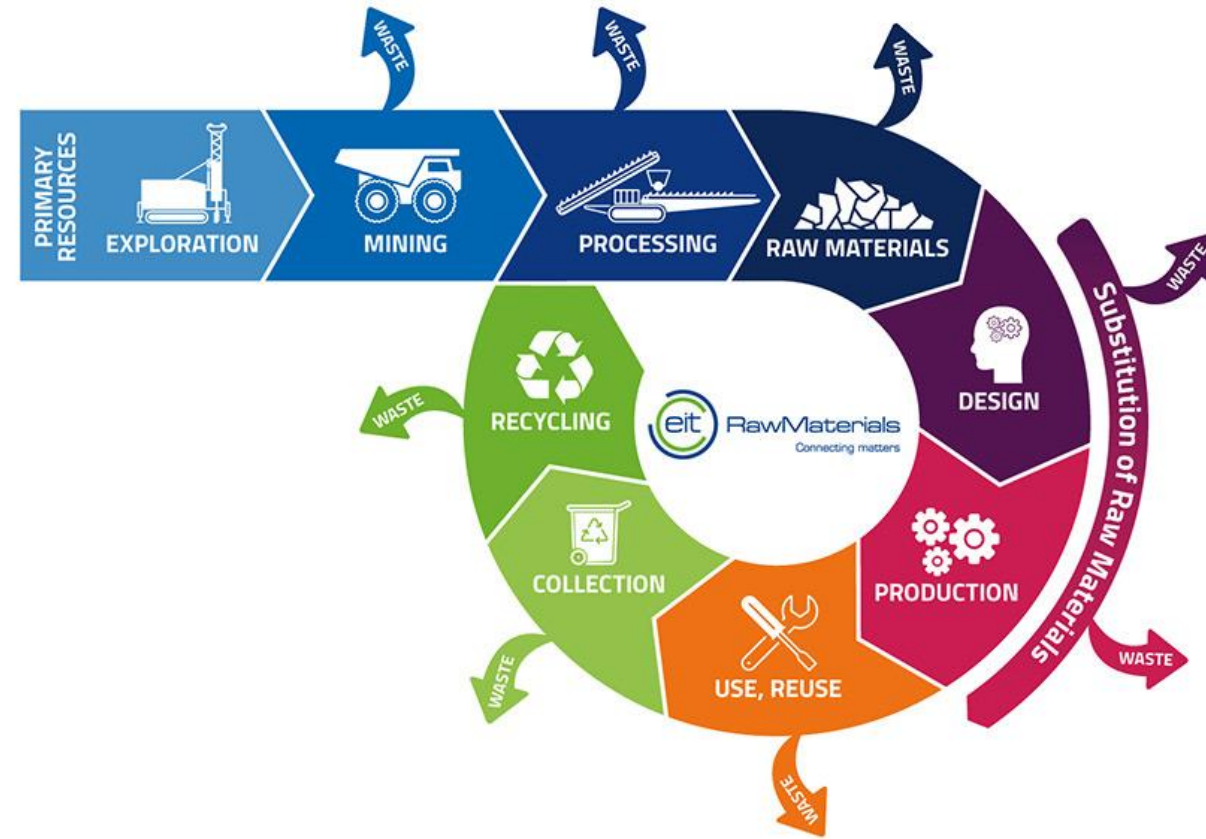 PRIMARY
RESOURCES
EXPLORATION
MINING
PROCESSING
RAW MATERIALS
WASTE
WASTE
WASTE
DESIGN
WASTE
Substitution of Raw Materials
PRODUCTION
WASTE
USE, REUSE
WASTE
COLLECTION
WASTE
RECYCLING
WASTE
eit RawMaterials
Connecting matters